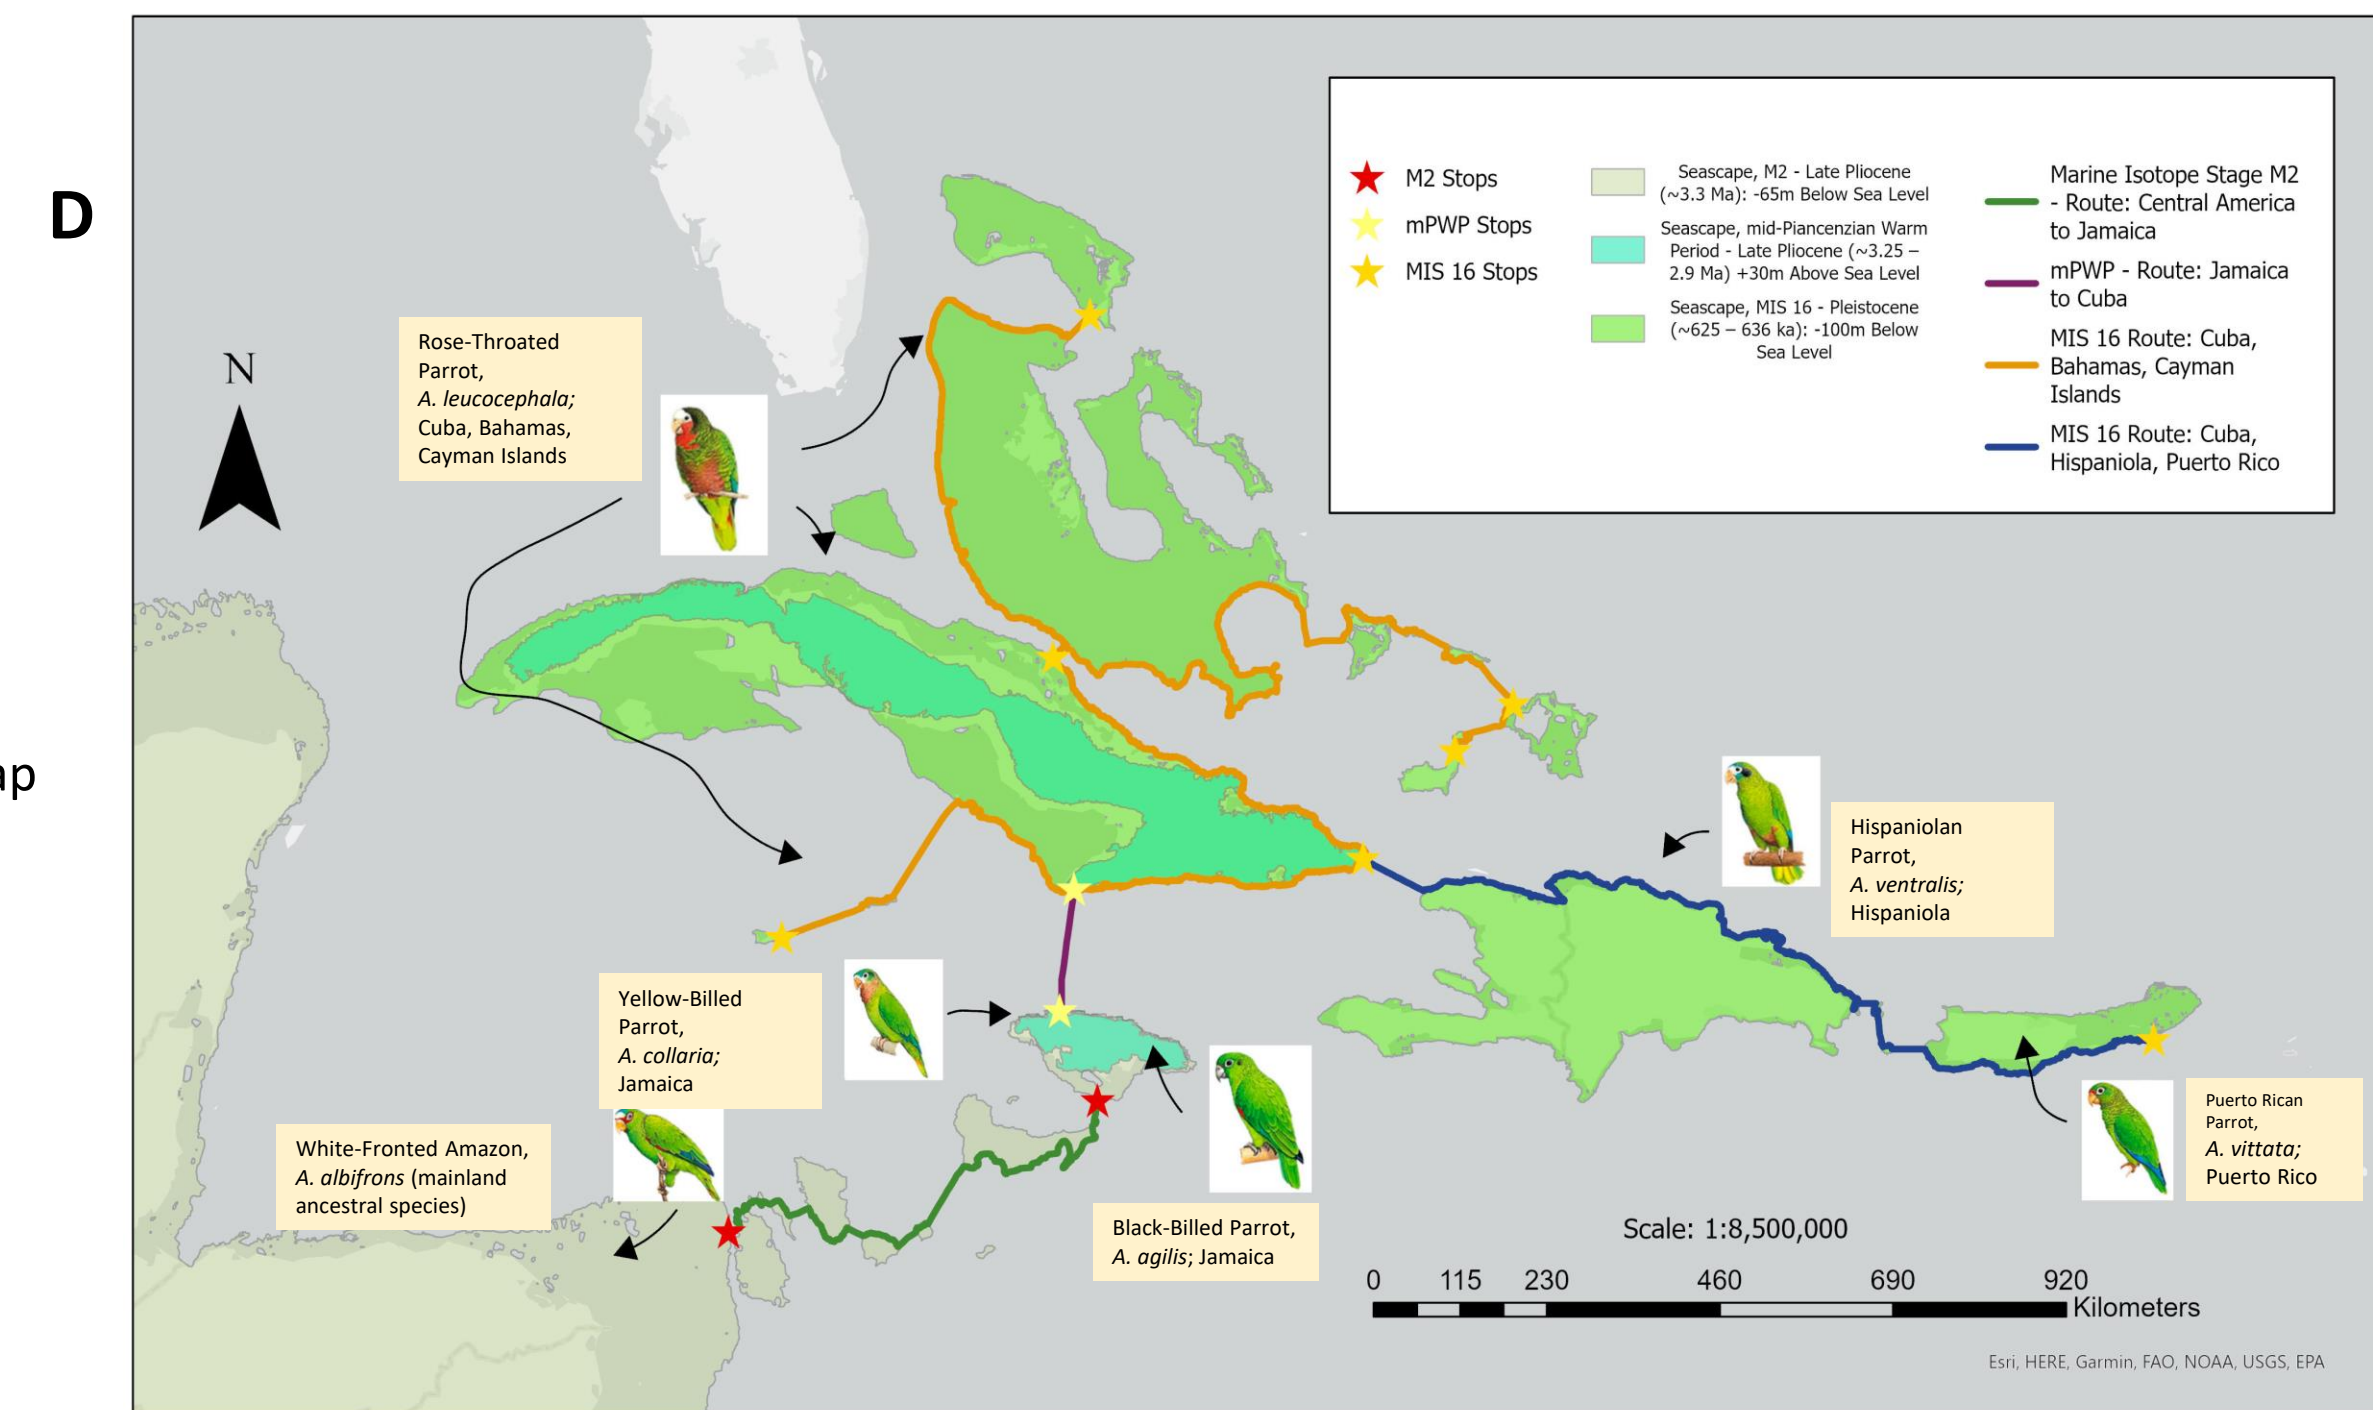 D
ap
N
Rose-Throated
Parrot,
A. leucocephala;
Cuba, Bahamas,
Cayman Islands
M2 Stops
mPWP Stops
MIS 16 Stops
Seascape, M2 - Late Pliocene
(~3.3 Ma): -65m Below Sea Level
Seascape, mid-Piancenzian Warm
Period - Late Pliocene (~3.25 –
2.9 Ma) +30m Above Sea Level
Seascape, MIS 16 - Pleistocene
(~625 – 636 ka): -100m Below
Sea Level
Marine Isotope Stage M2
- Route: Central America
to Jamaica
mPWP - Route: Jamaica
to Cuba
MIS 16 Route: Cuba,
Bahamas, Cayman
Islands
MIS 16 Route: Cuba,
Hispaniola, Puerto Rico
Hispaniolan
Parrot,
A. ventralis;
Hispaniola
Yellow-Billed
Parrot,
A. collaria;
Jamaica
White-Fronted Amazon,
A. albifrons (mainland
ancestral species)
Black-Billed Parrot,
A. agilis; Jamaica
Puerto Rican
Parrot,
A. vittata;
Puerto Rico
Scale: 1:8,500,000
0 115 230 460 690 920
Kilometers
Esri, HERE, Garmin, FAO, NOAA, USGS, EPA